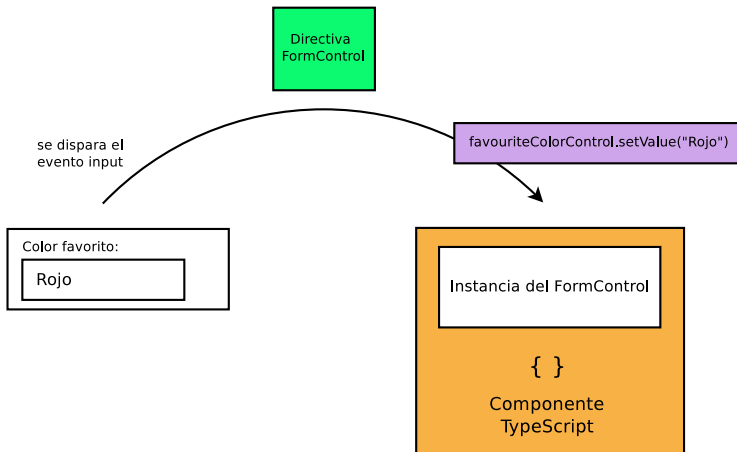 Directiva
FormControl
se dispara el
evento input
favouriteColorControl.setValue("Rojo")
Color favorito:
Rojo
Instancia del FormControl
{ }
Componente
TypeScript